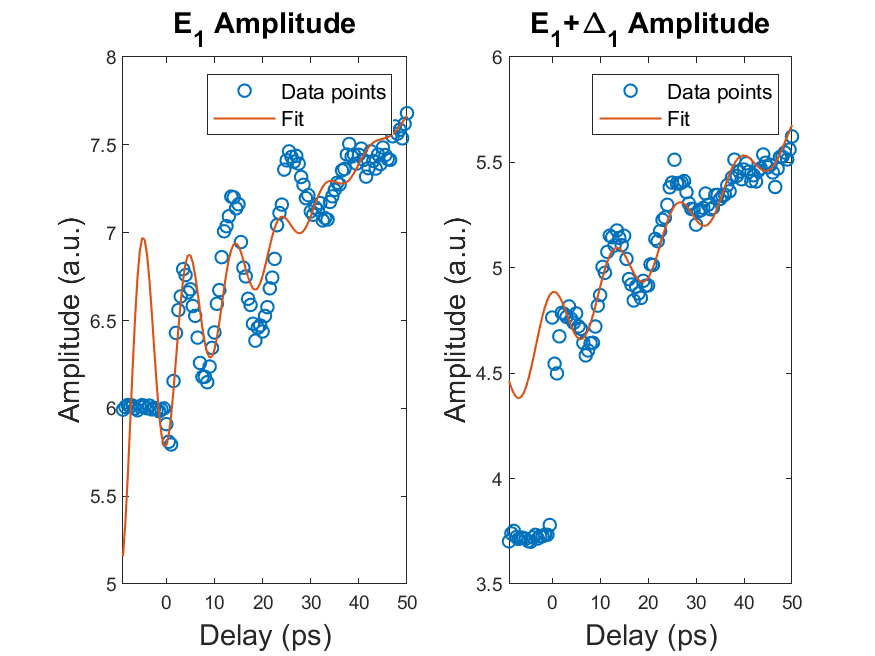 E1 Amplitude
8
7.5
7
6.5
6
5.5
5
0
10
20
30
40
50
Amplitude (a.u.)
Delay (ps)
Data points
Fit
E1+Δ1 Amplitude
6
5.5
5
4.5
4
3.5
0
10
20
30
40
50
Amplitude (a.u.)
Delay (ps)
Data points
Fit